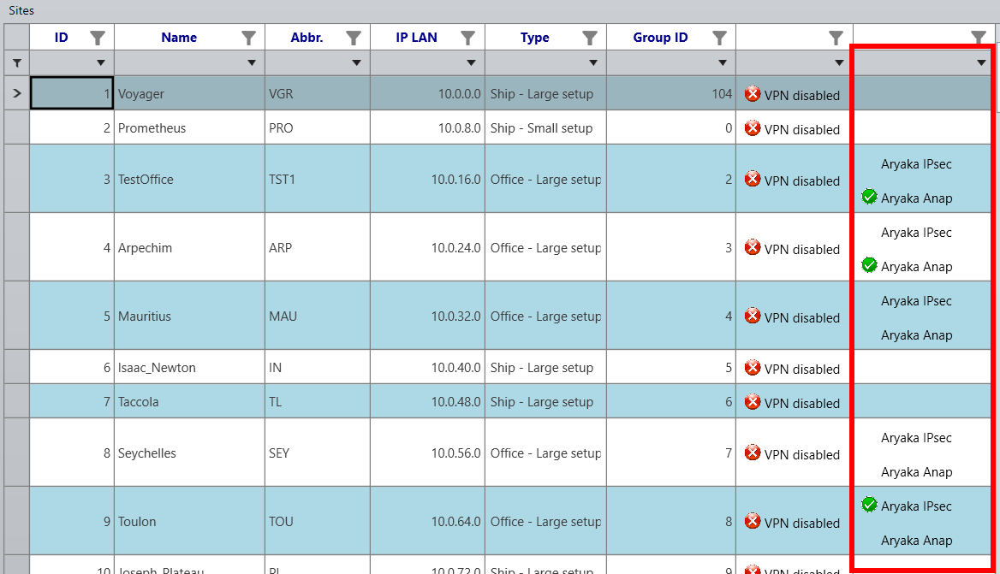 Sites
ID Name Abbr. IP LAN Type Group ID
1 Voyager VGR 10.0.0.0 Ship - Large setup 104 VPN disabled
2 Prometheus PRO 10.0.8.0 Ship - Small setup 0 VPN disabled
Aryaka IPsec
3 TestOffice TST1 10.0.16.0 Office - Large setup 2 VPN disabled
Aryaka Anap
Aryaka IPsec
4 Arpechim ARP 10.0.24.0 Office - Large setup 3 VPN disabled
Aryaka Anap
Aryaka IPsec
5 Mauritius MAU 10.0.32.0 Office - Large setup 4 VPN disabled
Aryaka Anap
6 Isaac_Newton IN 10.0.40.0 Ship - Large setup 5 VPN disabled
7 Taccola TL 10.0.48.0 Ship - Large setup 6 VPN disabled
Aryaka IPsec
8 Seychelles SEY 10.0.56.0 Office - Large setup 7 VPN disabled
Aryaka Anap
Aryaka IPsec
9 Toulon TOU 10.0.64.0 Office - Large setup 8 VPN disabled
Aryaka Anap
10 Joseph_Plateau 10.0.72.0 Ship - Large setup 9 VPN disabled